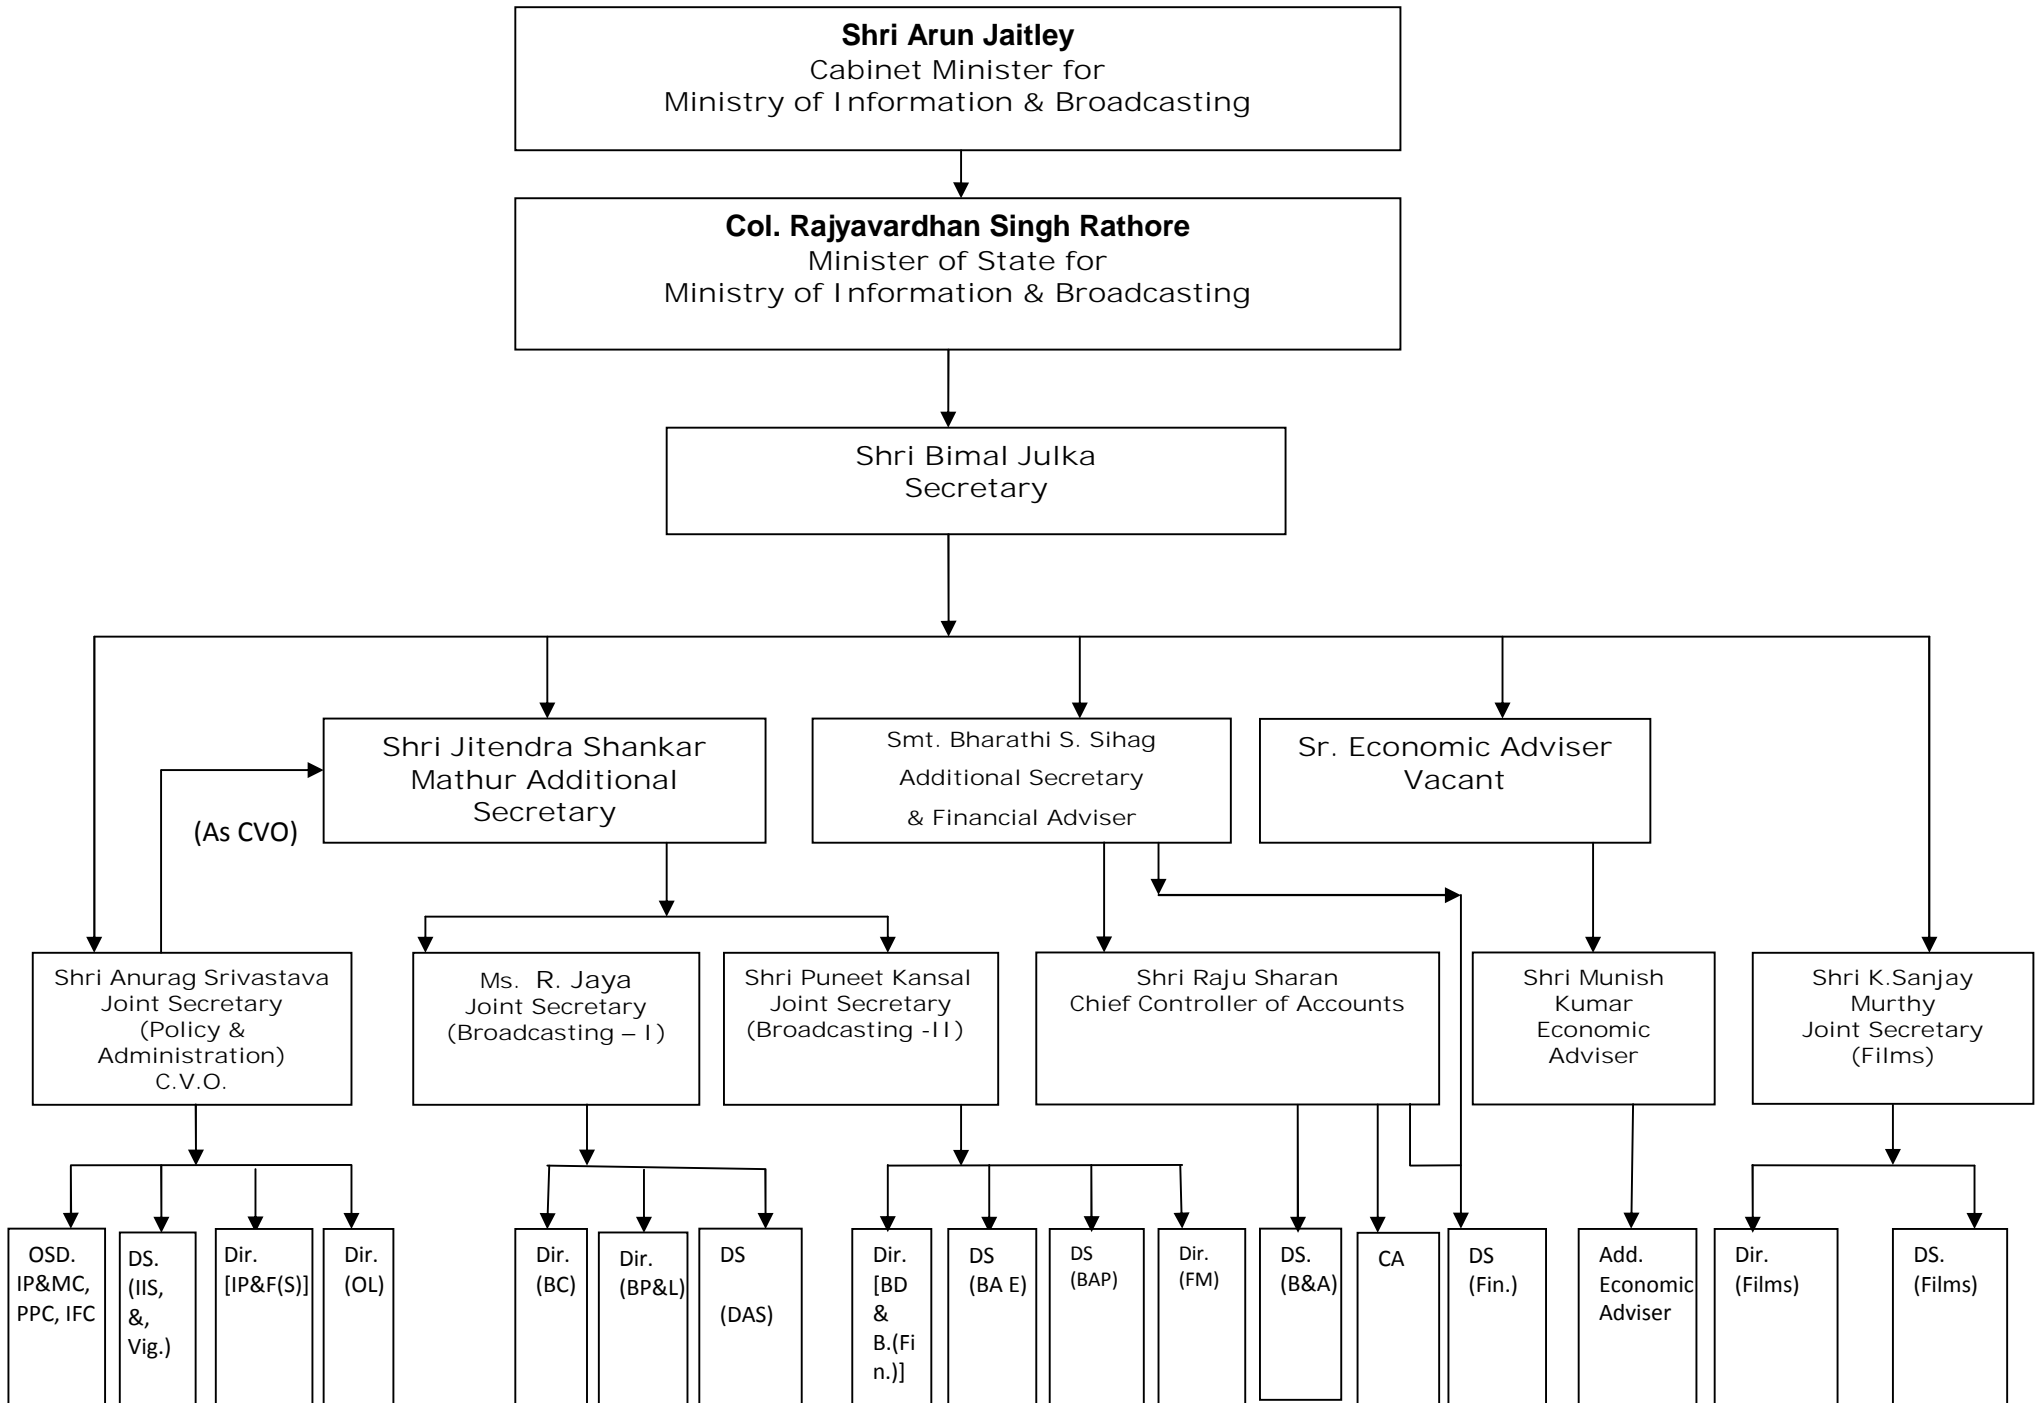 Shri Arun Jaitley
Cabinet Minister for
Ministry of Information & Broadcasting
Col. Rajyavardhan Singh Rathore
Minister of State for
Ministry of Information & Broadcasting
Shri Bimal Julka
Secretary
Shri Jitendra Shankar
Mathur Additional
Secretary
Smt. Bharathi S. Sihag
Additional Secretary
& Financial Adviser
Sr. Economic Adviser
Vacant
(As CVO)
Shri Anurag Srivastava
Joint Secretary
(Policy &
Administration)
C.V.O.
Ms. R. Jaya
Joint Secretary
(Broadcasting – I)
Shri Puneet Kansal
Joint Secretary
(Broadcasting -II)
Shri Raju Sharan
Chief Controller of Accounts
Shri Munish
Kumar
Economic
Adviser
Shri K.Sanjay
Murthy
Joint Secretary
(Films)
OSD.
IP&MC,
PPC, IFC
DS.
(IIS,
&,
Vig.)
Dir.
[IP&F(S)]
Dir.
(OL)
Dir.
(BC)
Dir.
(BP&L)
DS
(DAS)
Dir.
[BD
&
B.(Fi
n.)]
DS
(BA E)
DS
(BAP)
Dir.
(FM)
DS.
(B&A)
CA
DS
(Fin.)
Add.
Economic
Adviser
Dir.
(Films)
DS.
(Films)